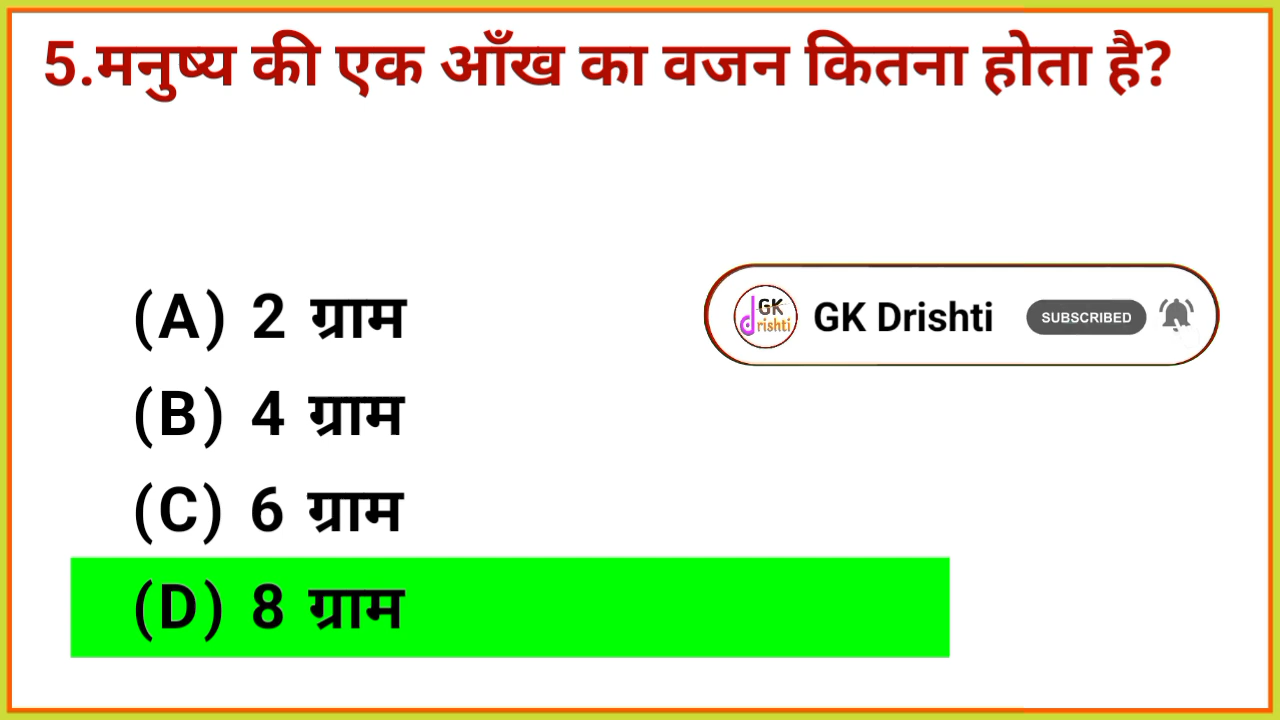 5.मनुष्य की एक आँख का वजन कितना होता है?
(A) 2 ग्राम
GK
drishti
GK Drishti
SUBSCRIBED
(B) 4 ग्राम
(C) 6 ग्राम
(D) 8 ग्राम